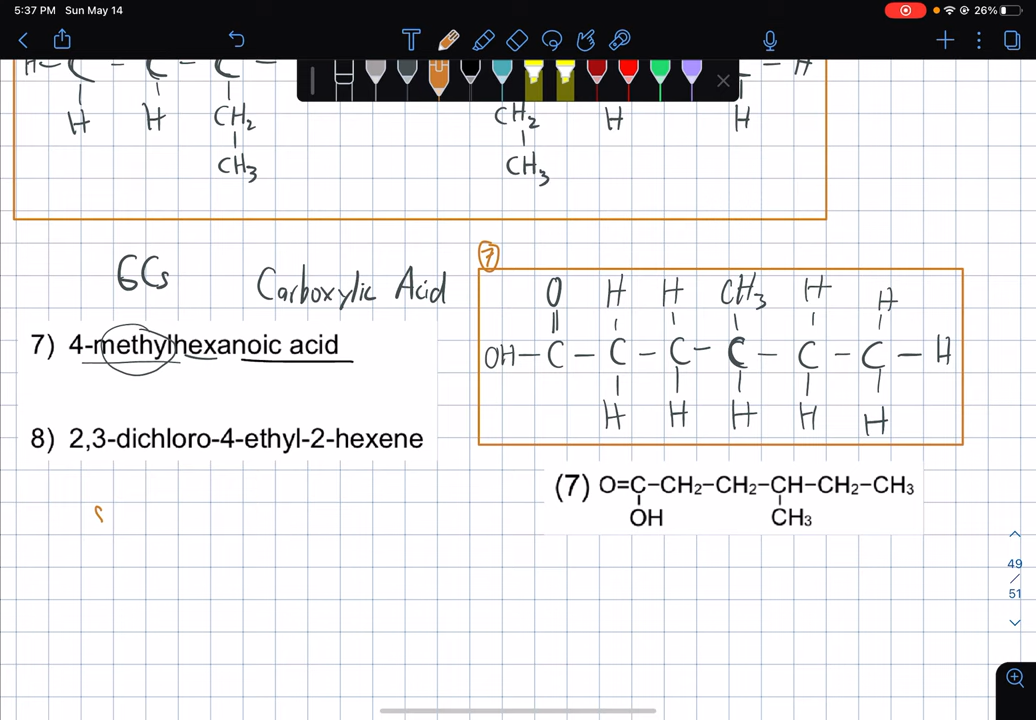 5:37 PM Sun May 14
26%
T
H-C - C - C - - H
H H CH2 CH2 H H
CH3 CH3
6Cs Carboxylic Acid
7
7) 4-methylhexanoic acid
O H H CH3 H H
OH-C-C-C-C-C-C-H
H H H H H
8) 2,3-dichloro-4-ethyl-2-hexene
(7) O=C-CH2-CH2-CH-CH2-CH3
OH CH3
49
/
51